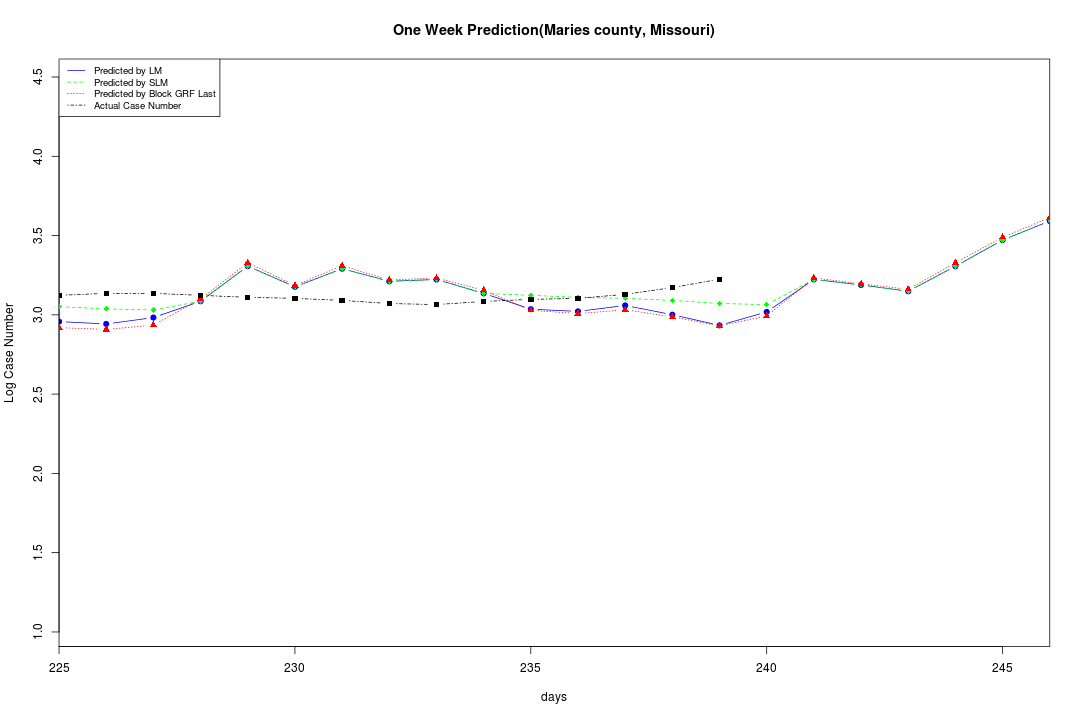 One Week Prediction(Maries county, Missouri)
Predicted by LM
Predicted by SLM
Predicted by Block GRF Last
Actual Case Number
4.5
4.0
3.5
3.0
2.5
2.0
1.5
1.0
Log Case Number
225 230 235 240 245
days